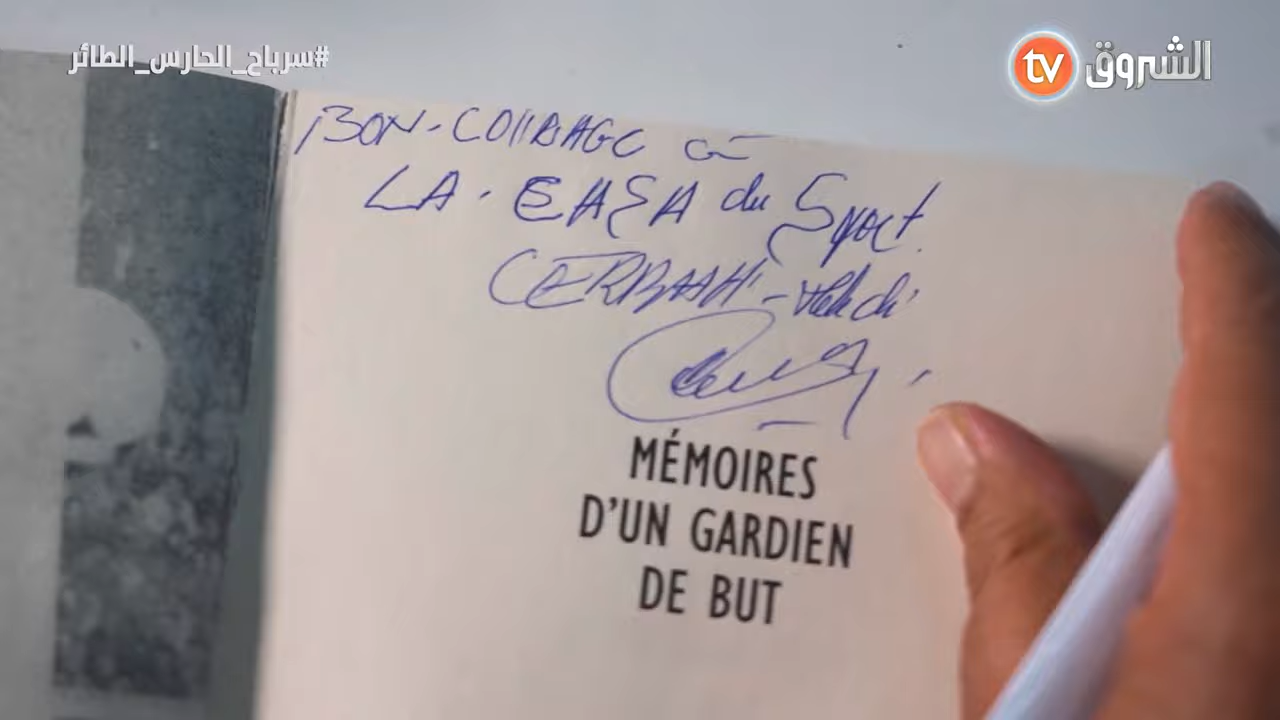 #سرباح_الحارس_الطائر
الشروق tv
BON-COURAGE à
LA-CASA du Sport.
CERBAH-Mehdi
MÉMOIRES
D'UN GARDIEN
DE BUT